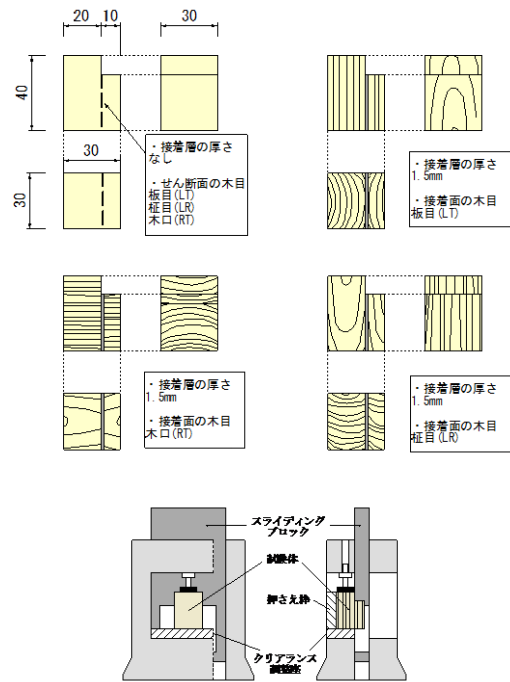 20
10
30
40
30
30
・接着層の厚さ
なし
・せん断面の木目
板目(LT)
柾目(LR)
木口(RT)
・接着層の厚さ
1.5mm
・接着面の木目
板目(LT)
・接着層の厚さ
1.5mm
・接着面の木目
木口(RT)
・接着層の厚さ
1.5mm
・接着面の木目
柾目(LR)
スライディング
ブロック
試験体
押さえ枠
クリアランス
調整座